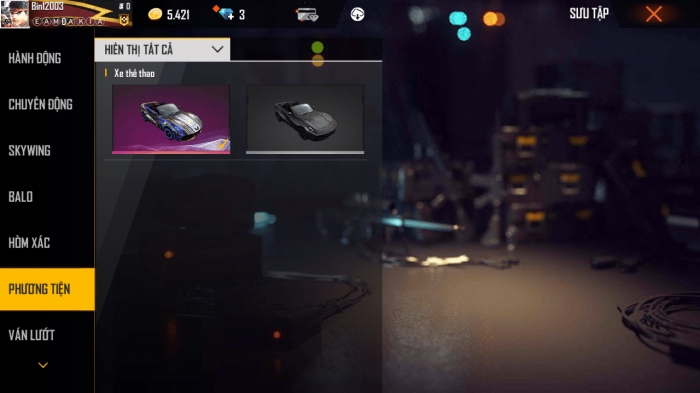 Bin12003
EAMDAKIA
# 0
5.421
3
SƯU TẬP
HÀNH ĐỘNG
CHUYỂN ĐỘNG
SKYWING
BALO
HÒM XÁC
PHƯƠNG TIỆN
VÁN LƯỚT
HIỂN THỊ TẤT CẢ
Xe thể thao